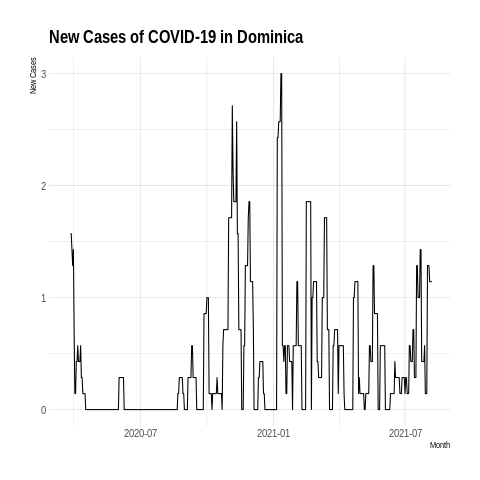 New Cases of COVID-19 in Dominica
New Cases
3
2
1
0
2020-07
2021-01
2021-07
Month